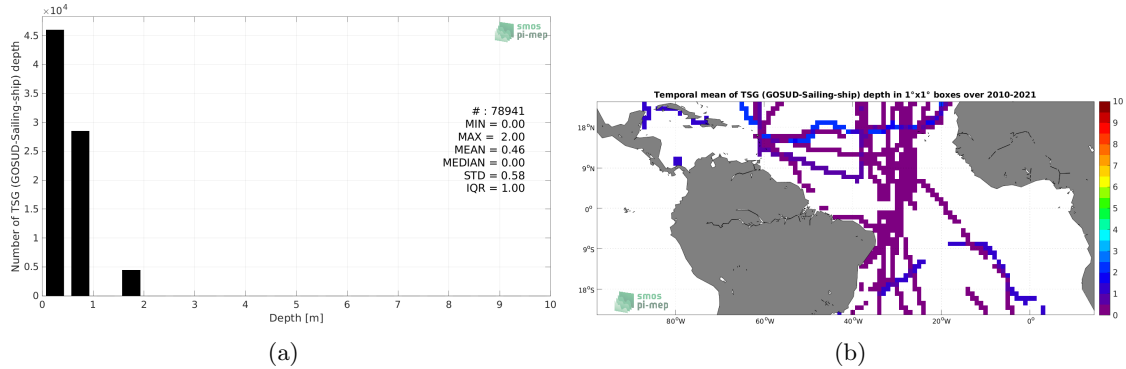 ×10⁴
smos
pi-mep
4.5
4
3.5
3
2.5
2
1.5
1
0.5
0
Number of TSG (GOSUD-Sailing-ship) depth
# : 78941
MIN = 0.00
MAX = 2.00
MEAN = 0.46
MEDIAN = 0.00
STD = 0.58
IQR = 1.00
0 1 2 3 4 5 6 7 8 9 10
Depth [m]
(a)
Temporal mean of TSG (GOSUD-Sailing-ship) depth in 1°x1° boxes over 2010-2021
18°N
9°N
0°
9°S
18°S
80°W 60°W 40°W 20°W 0°
smos
pi-mep
10
9
8
7
6
5
4
3
2
1
0
(b)